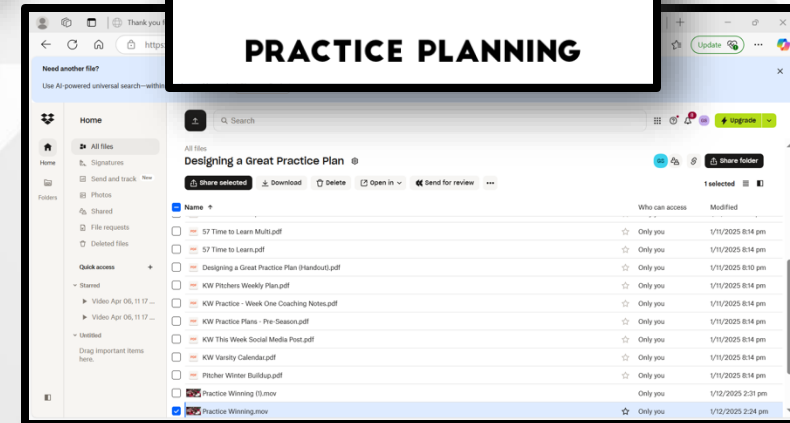 PRACTICE PLANNING
Thank you f
https
Update
Need another file?
Use AI-powered universal search—within
Home
Search
Upgrade
All files
Home
Signatures
Send and track New
Photos
Shared
File requests
Deleted files
Folders
Quick access +
Starred
Video Apr 06, 11 17 ...
Video Apr 06, 11 17 ...
Untitled
Drag important items
here.
All files
Designing a Great Practice Plan
Share folder
Share selected Download Delete Open in Send for review
1 selected
Name Who can access Modified
57 Time to Learn Multi.pdf Only you 1/11/2025 8:14 pm
57 Time to Learn.pdf Only you 1/11/2025 8:14 pm
Designing a Great Practice Plan (Handout).pdf Only you 1/11/2025 8:10 pm
KW Pitchers Weekly Plan.pdf Only you 1/11/2025 8:14 pm
KW Practice - Week One Coaching Notes.pdf Only you 1/11/2025 8:14 pm
KW Practice Plans - Pre-Season.pdf Only you 1/11/2025 8:14 pm
KW This Week Social Media Post.pdf Only you 1/11/2025 8:14 pm
KW Varsity Calendar.pdf Only you 1/11/2025 8:14 pm
Pitcher Winter Buildup.pdf Only you 1/11/2025 8:14 pm
Practice Winning (1).mov Only you 1/12/2025 2:31 pm
Practice Winning.mov Only you 1/12/2025 2:24 pm